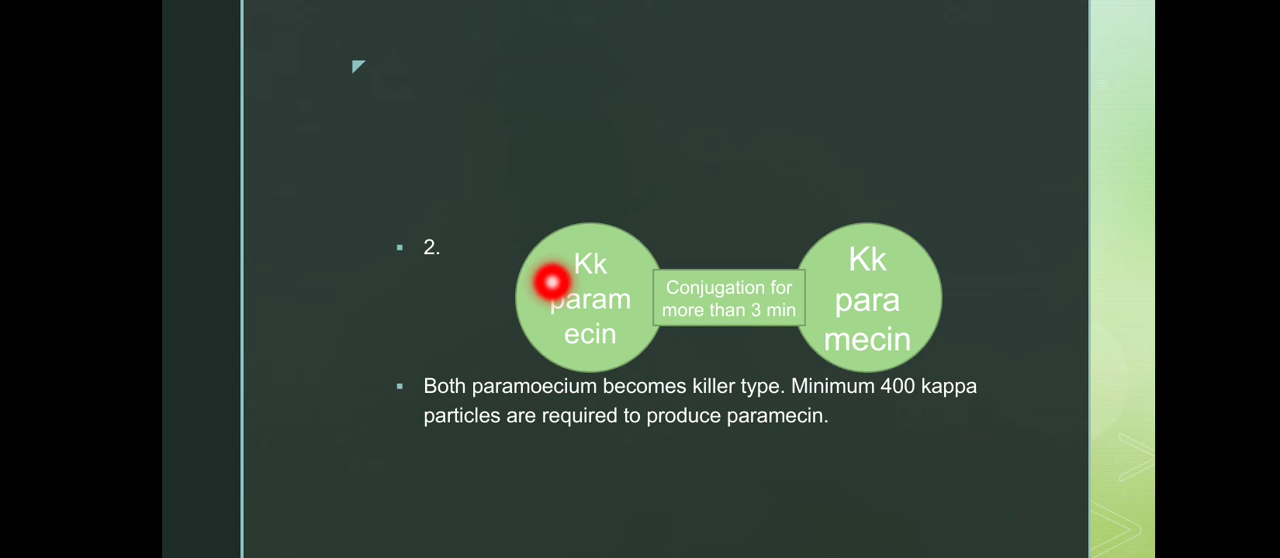 2.
Kk
param
ecin
Conjugation for
more than 3 min
Kk
para
mecin
Both paramoecium becomes killer type. Minimum 400 kappa
particles are required to produce paramecin.